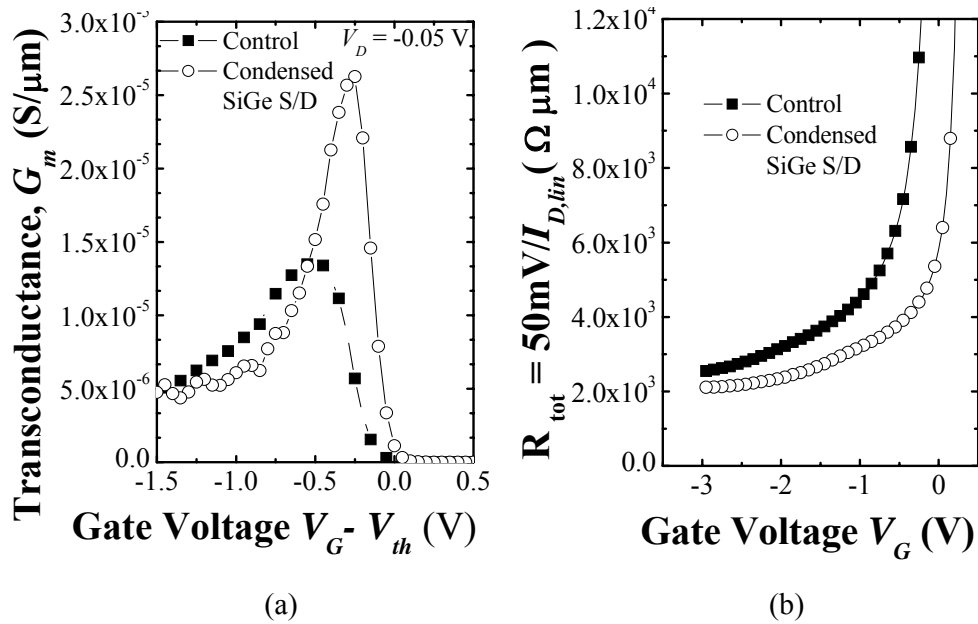 Transconductance, G_m (S/μm)
3.0x10⁻⁵
2.5x10⁻⁵
2.0x10⁻⁵
1.5x10⁻⁵
1.0x10⁻⁵
5.0x10⁻⁶
0.0
Control
Condensed
SiGe S/D
V_D = -0.05 V
-1.5 -1.0 -0.5 0.0 0.5
Gate Voltage V_G- V_th (V)
(a)
R_tot = 50mV/I_D,lin ( Ω μm )
1.2x10⁴
1.0x10⁴
8.0x10³
6.0x10³
4.0x10³
2.0x10³
0.0
Control
Condensed
SiGe S/D
-3 -2 -1 0
Gate Voltage V_G (V)
(b)